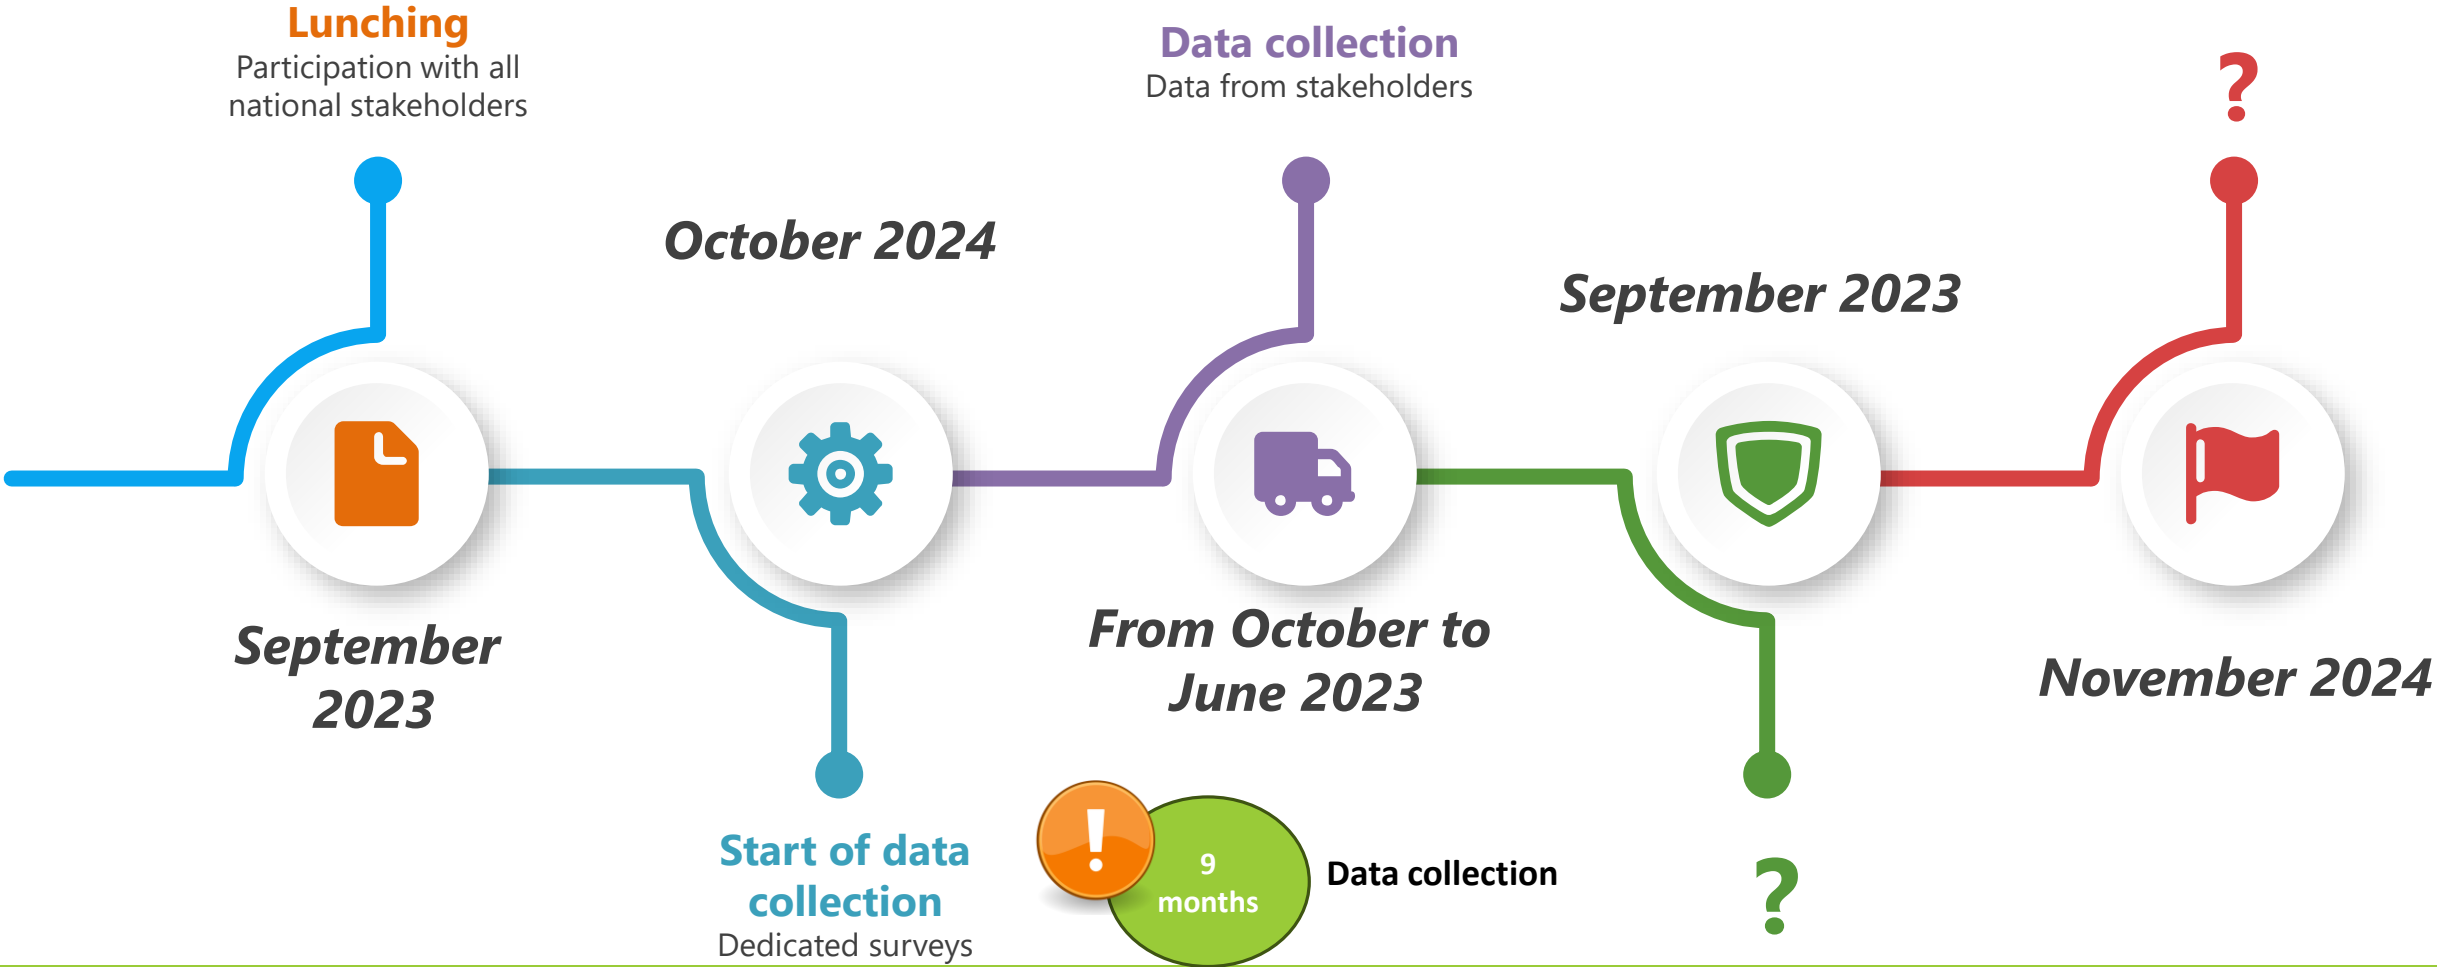 Lunching
Participation with all
national stakeholders
September
2023
October 2024
Start of data
collection
Dedicated surveys
Data collection
Data from stakeholders
From October to
June 2023
!
9
months
Data collection
September 2023
?
?
November 2024